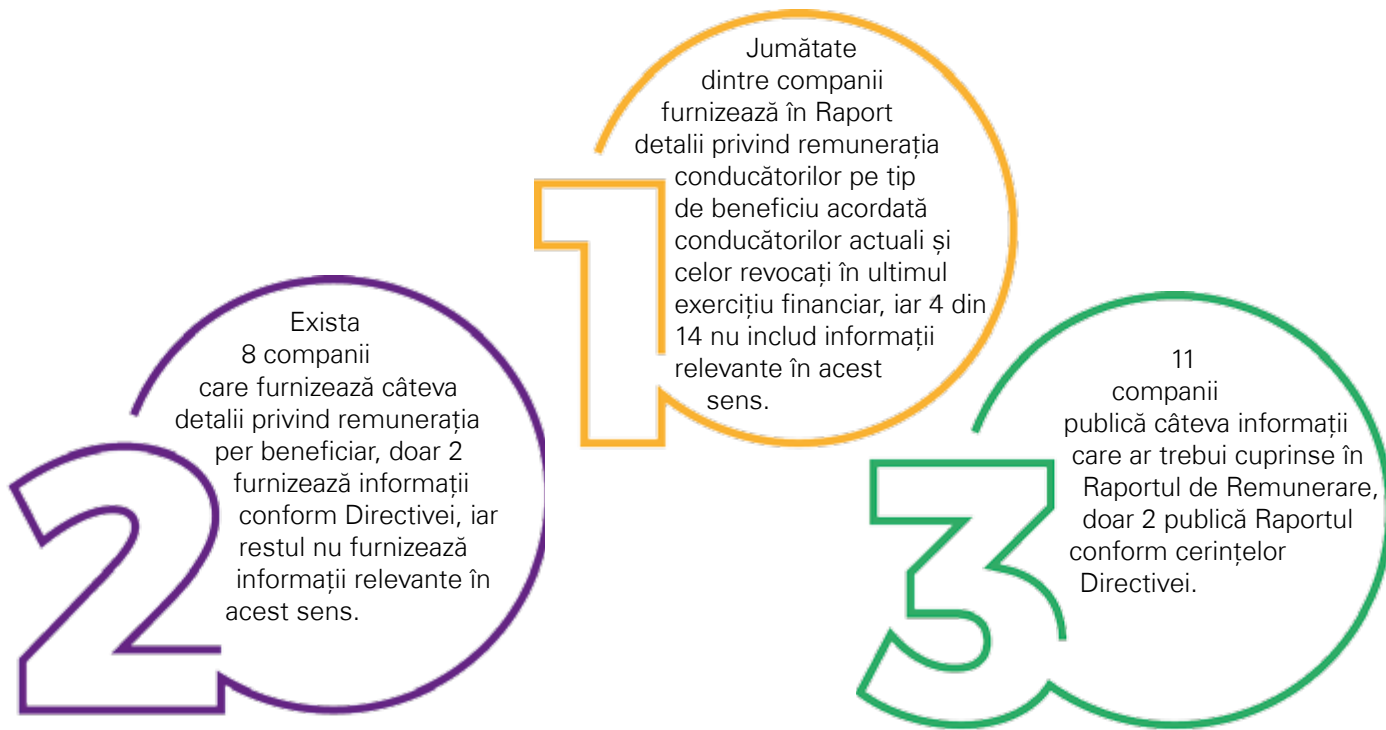 1
Jumătate
dintre companii
furnizează în Raport
detalii privind remunerația
conducătorilor pe tip
de beneficiu acordată
conducătorilor actuali și
celor revocați în ultimul
exercițiu financiar, iar 4 din
14 nu includ informații
relevante în acest
sens.
2
Exista
8 companii
care furnizează câteva
detalii privind remunerația
per beneficiar, doar 2
furnizează informații
conform Directivei, iar
restul nu furnizează
informații relevante în
acest sens.
3
11
companii
publică câteva informații
care ar trebui cuprinse în
Raportul de Remunerare,
doar 2 publică Raportul
conform cerințelor
Directivei.